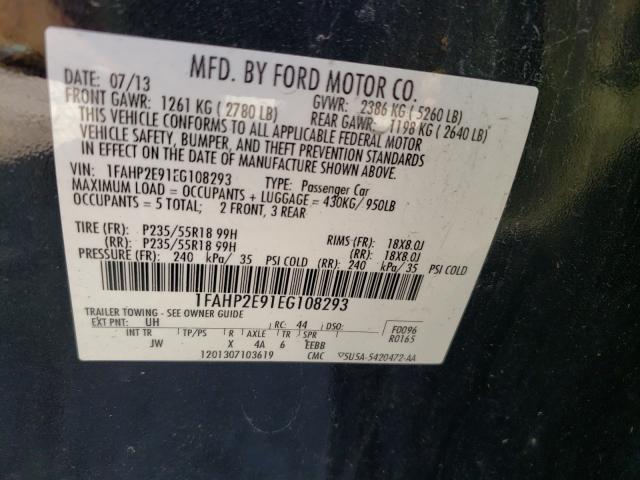 MFD. BY FORD MOTOR CO.
DATE: 07/13 GVWR: 2386 KG ( 5260 LB)
FRONT GAWR: 1261 KG ( 2780 LB) REAR GAWR: 1198 KG ( 2640 LB)
THIS VEHICLE CONFORMS TO ALL APPLICABLE FEDERAL MOTOR
VEHICLE SAFETY, BUMPER, AND THEFT PREVENTION STANDARDS
IN EFFECT ON THE DATE OF MANUFACTURE SHOWN ABOVE.
VIN: 1FAHP2E91EG108293 TYPE: Passenger Car
MAXIMUM LOAD = OCCUPANTS + LUGGAGE = 430KG/950LB
OCCUPANTS = 5 TOTAL; 2 FRONT, 3 REAR
TIRE (FR): P235/55R18 99H RIMS (FR): 18X8.0J
(RR): P235/55R18 99H (RR): 18X8.0J
PRESSURE (FR): 240 kPa/ 35 PSI COLD (RR): 240 kPa/ 35 PSI COLD
1FAHP2E91EG108293
TRAILER TOWING - SEE OWNER GUIDE
EXT PNT: UH RC: 44 DSO: F0096
INT TR TP/PS R AXLE TR SPR R0165
JW X 4A 6 EEBB
1201307103619 CMC 5U5A-5420472-AA